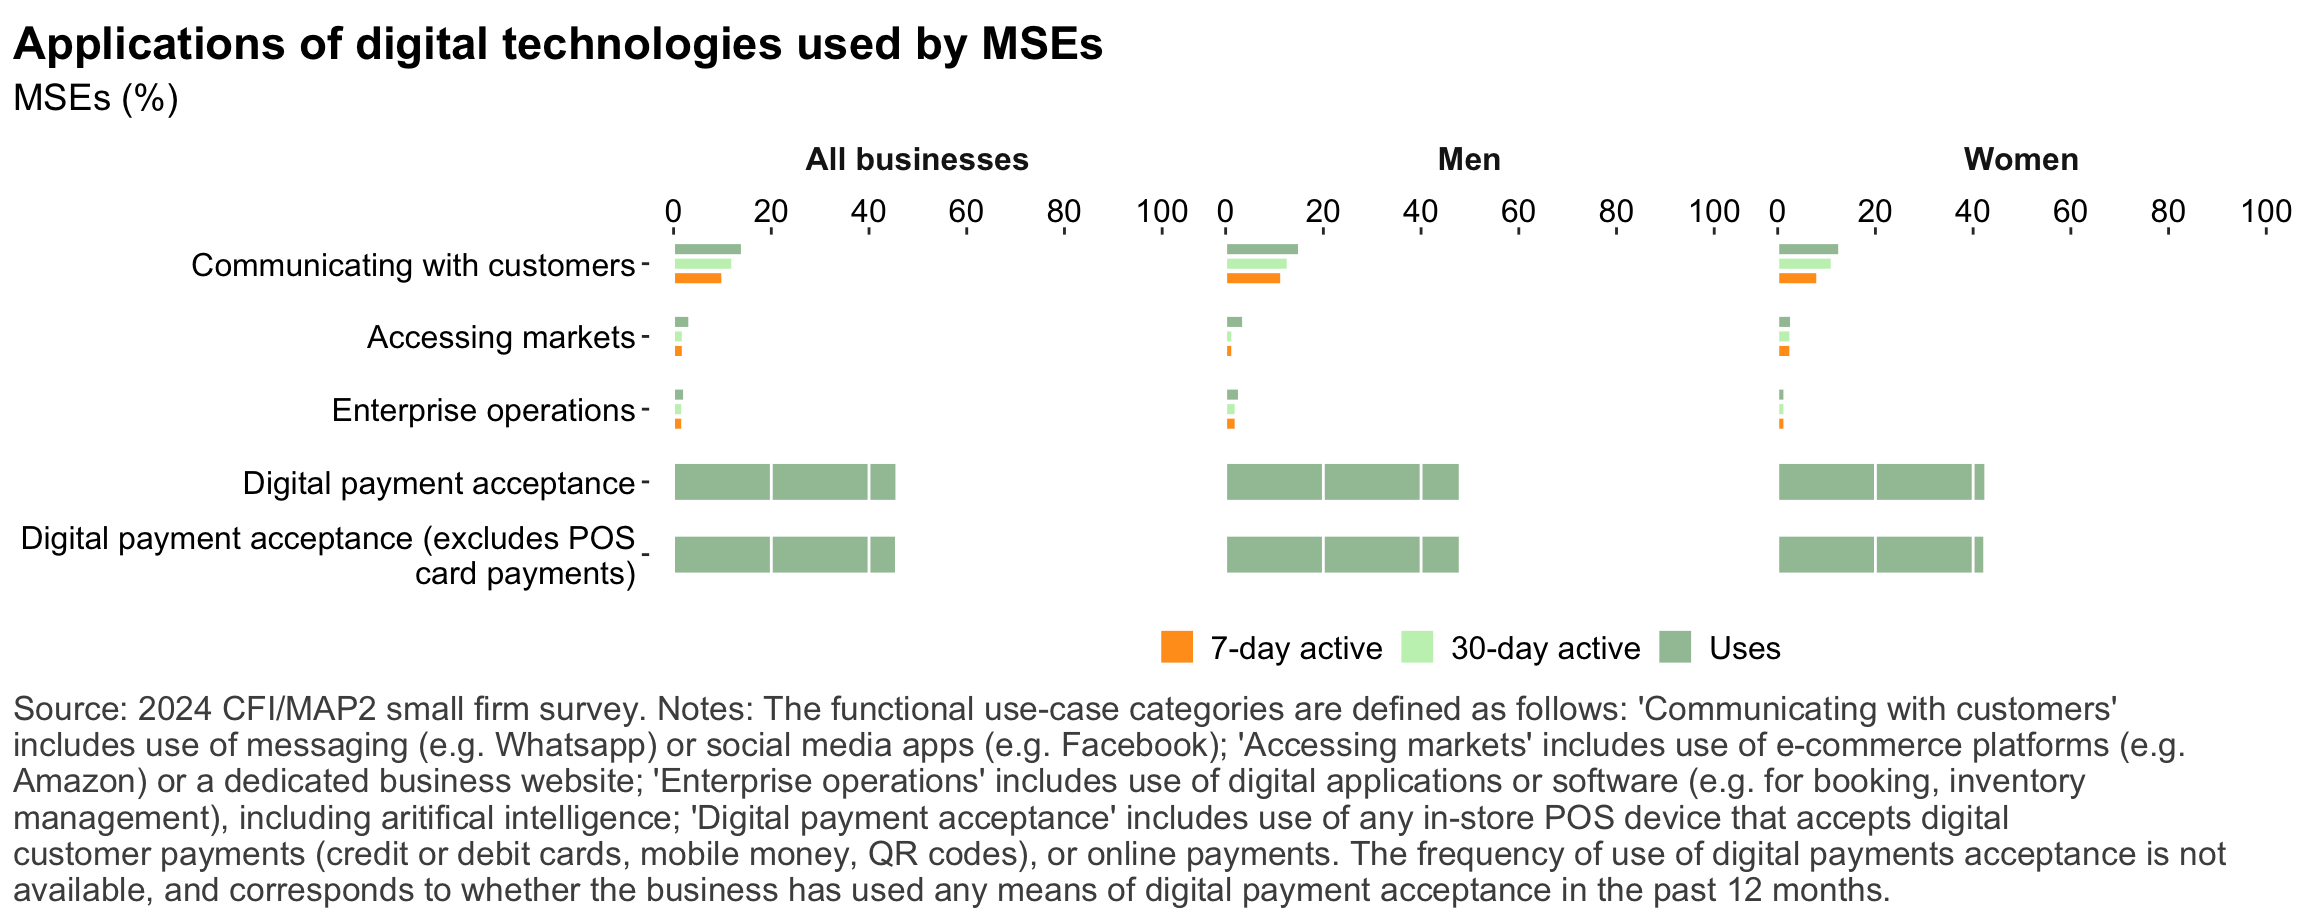 Applications of digital technologies used by MSEs
MSEs (%)
All businesses Men Women
0 20 40 60 80 100 0 20 40 60 80 100 0 20 40 60 80 100
Communicating with customers
Accessing markets
Enterprise operations
Digital payment acceptance
Digital payment acceptance (excludes POS
card payments)
7-day active 30-day active Uses
Source: 2024 CFI/MAP2 small firm survey. Notes: The functional use-case categories are defined as follows: 'Communicating with customers'
includes use of messaging (e.g. Whatsapp) or social media apps (e.g. Facebook); 'Accessing markets' includes use of e-commerce platforms (e.g.
Amazon) or a dedicated business website; 'Enterprise operations' includes use of digital applications or software (e.g. for booking, inventory
management), including aritifical intelligence; 'Digital payment acceptance' includes use of any in-store POS device that accepts digital
customer payments (credit or debit cards, mobile money, QR codes), or online payments. The frequency of use of digital payments acceptance is not
available, and corresponds to whether the business has used any means of digital payment acceptance in the past 12 months.